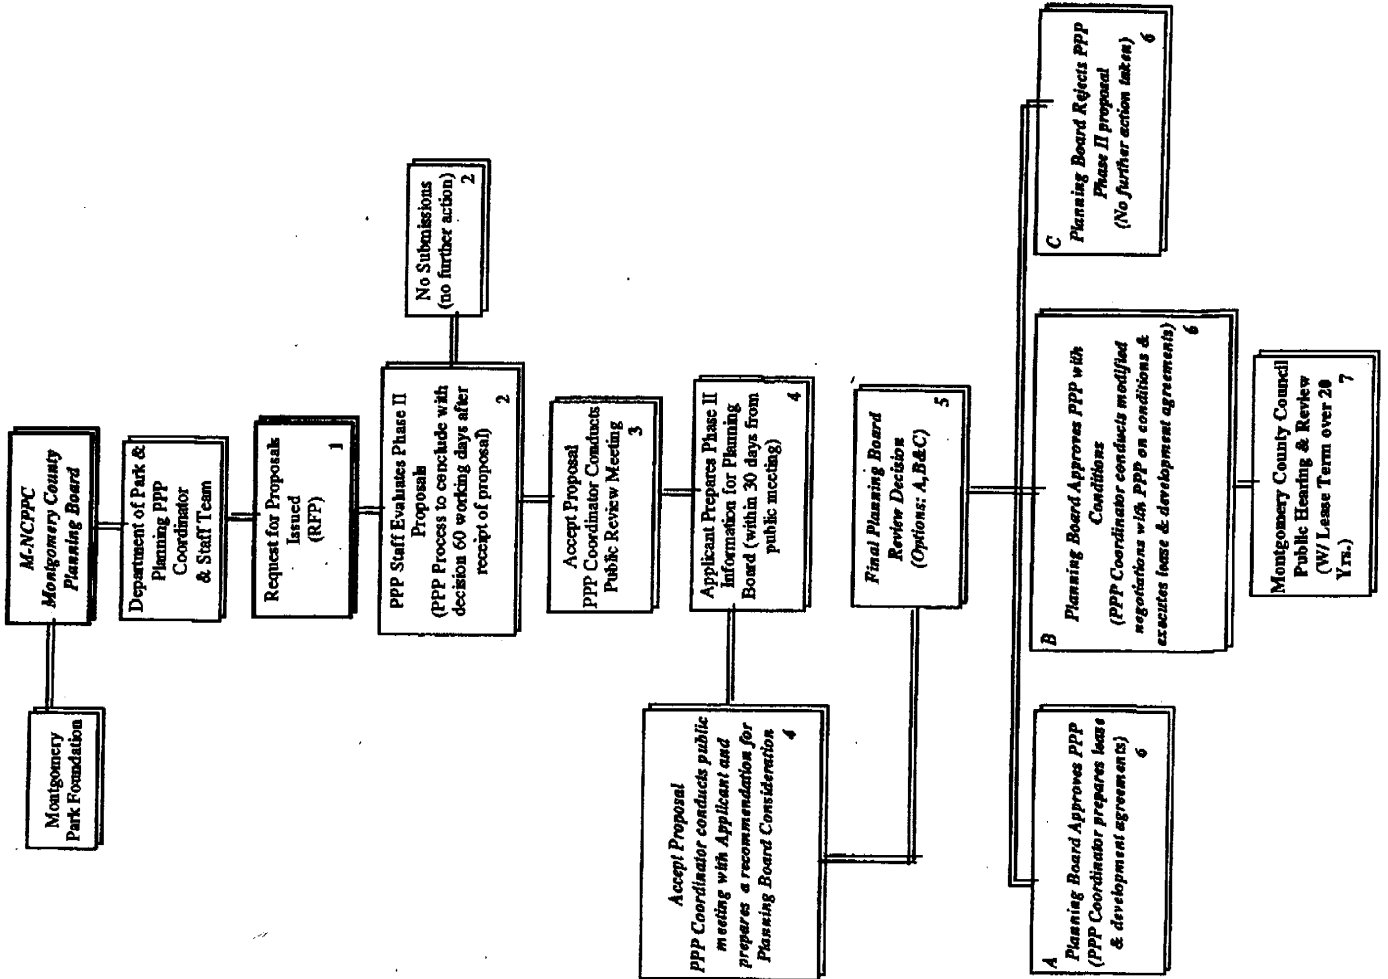 M-NCPPC
Montgomery County
Planning Board
Montgomery
Park Foundation
Department of Park &
Planning PPP
Coordinator
& Staff Team
Request for Proposals
Issued
(RFP)
1
PPP Staff Evaluates Phase II
Proposals
(PPP Process to conclude with
decision 60 working days after
receipt of proposal)
2
No Submissions
(no further action)
2
Accept Proposal
PPP Coordinator Conducts
Public Review Meeting
3
Applicant Prepares Phase II
Information for Planning
Board (within 30 days from
public meeting)
4
Accept Proposal
PPP Coordinator conducts public
meeting with Applicant and
prepares a recommendation for
Planning Board Consideration
4
Final Planning Board
Review Decision
(Options: A,B&C)
5
A
Planning Board Approves PPP
(PPP Coordinator prepares lease
& development agreements)
6
B
Planning Board Approves PPP with
Conditions
(PPP Coordinator conducts modified
negotiations with PPP on conditions &
executes lease & development agreements)
6
C
Planning Board Rejects PPP
Phase II proposal
(No further action taken)
6
Montgomery County Council
Public Hearing & Review
(W/ Lease Term over 20
Yrs.)
7